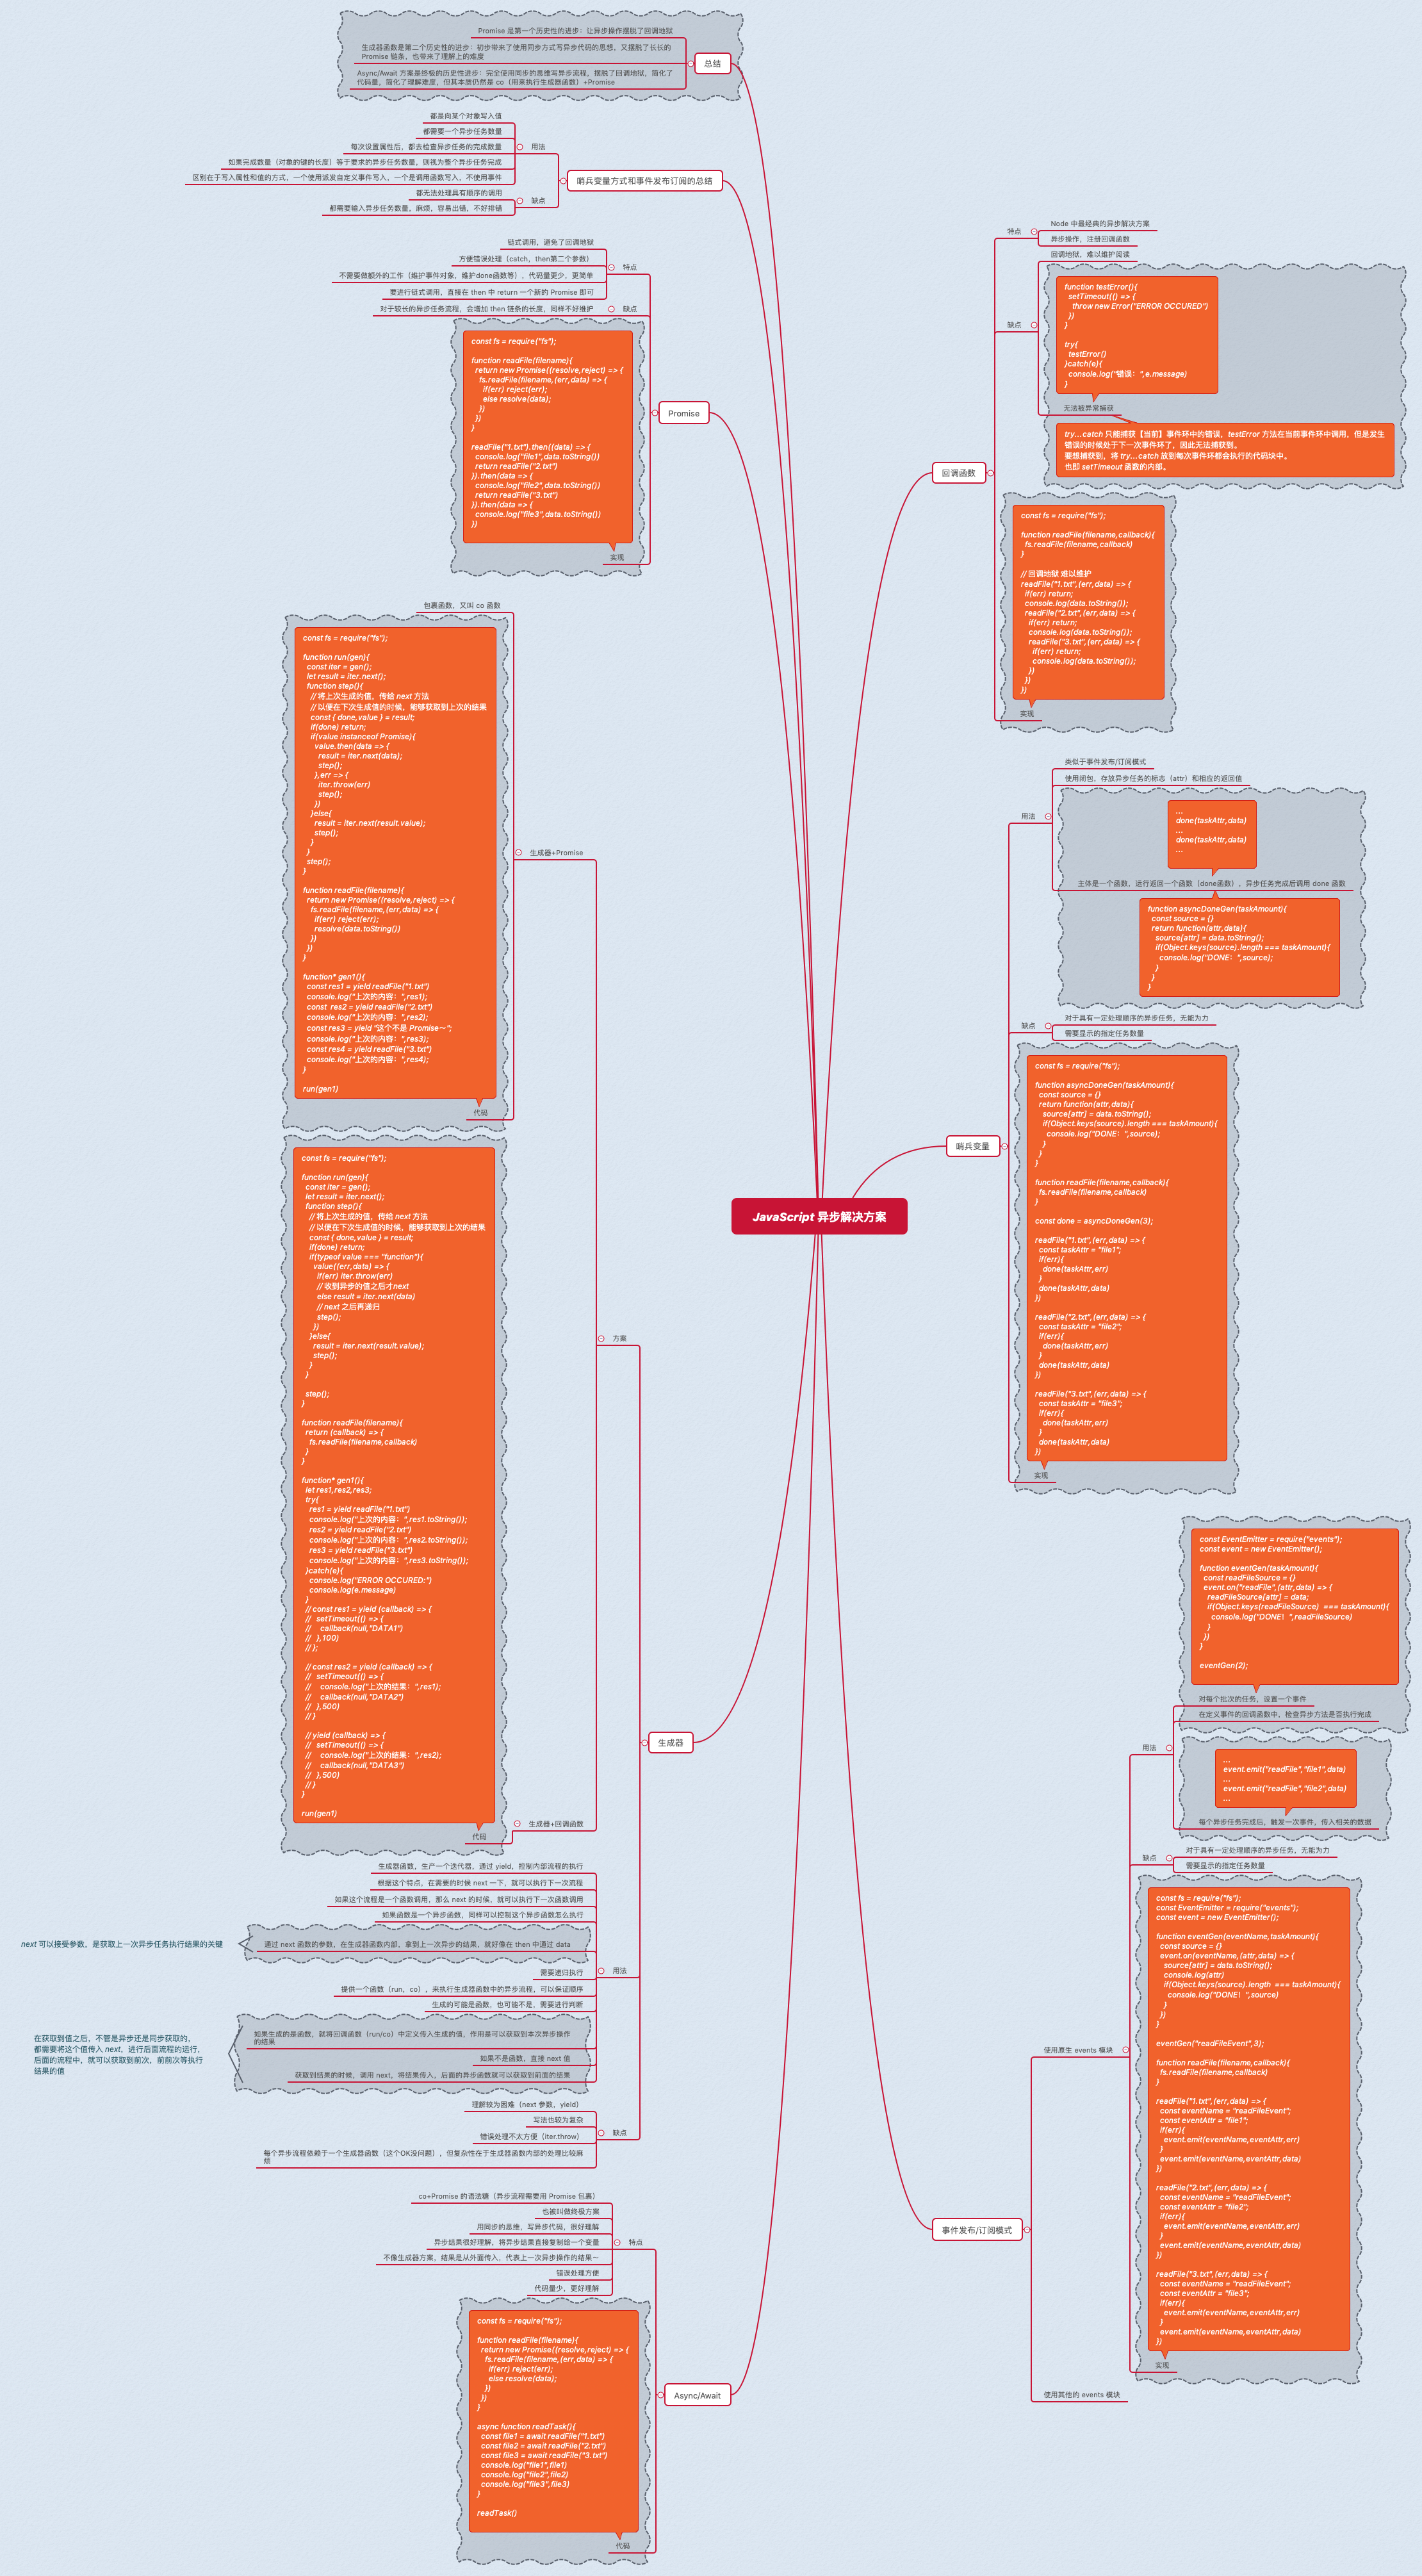 JavaScript 异步解决方案
回调函数
特点
Node 中最经典的异步解决方案
异步操作，注册回调函数
缺点
回调地狱，难以维护阅读
function testError(){
setTimeout(() => {
throw new Error("ERROR OCCURED")
})
}
try{
testError()
}catch(e){
console.log("错误：",e.message)
}
无法被异常捕获
try...catch 只能捕获【当前】事件环中的错误，testError 方法在当前事件环中调用，但是发生
错误的时候处于下一次事件环了，因此无法捕获到。
要想捕获到，将 try...catch 放到每次事件环都会执行的代码块中。
也即 setTimeout 函数的内部。
const fs = require("fs");
function readFile(filename,callback){
fs.readFile(filename,callback)
}
// 回调地狱 难以维护
readFile("1.txt",(err,data) => {
if(err) return;
console.log(data.toString());
readFile("2.txt",(err,data) => {
if(err) return;
console.log(data.toString());
readFile("3.txt",(err,data) => {
if(err) return;
console.log(data.toString());
})
})
})
实现
哨兵变量
用法
类似于事件发布/订阅模式
使用闭包，存放异步任务的标志（attr）和相应的返回值
...
done(taskAttr,data)
...
done(taskAttr,data)
...
主体是一个函数，运行返回一个函数（done函数），异步任务完成后调用 done 函数
function asyncDoneGen(taskAmount){
const source = {}
return function(attr,data){
source[attr] = data.toString();
if(Object.keys(source).length === taskAmount){
console.log("DONE：",source);
}
}
}
缺点
对于具有一定处理顺序的异步任务，无能为力
需要显示的指定任务数量
const fs = require("fs");
function asyncDoneGen(taskAmount){
const source = {}
return function(attr,data){
source[attr] = data.toString();
if(Object.keys(source).length === taskAmount){
console.log("DONE：",source);
}
}
}
function readFile(filename,callback){
fs.readFile(filename,callback)
}
const done = asyncDoneGen(3);
readFile("1.txt",(err,data) => {
const taskAttr = "file1";
if(err){
done(taskAttr,err)
}
done(taskAttr,data)
})
readFile("2.txt",(err,data) => {
const taskAttr = "file2";
if(err){
done(taskAttr,err)
}
done(taskAttr,data)
})
readFile("3.txt",(err,data) => {
const taskAttr = "file3";
if(err){
done(taskAttr,err)
}
done(taskAttr,data)
})
实现
事件发布/订阅模式
使用原生 events 模块
用法
const EventEmitter = require("events");
const event = new EventEmitter();
function eventGen(taskAmount){
const readFileSource = {}
event.on("readFile",(attr,data) => {
readFileSource[attr] = data;
if(Object.keys(readFileSource) === taskAmount){
console.log("DONE！",readFileSource)
}
})
}
eventGen(2);
对每个批次的任务，设置一个事件
在定义事件的回调函数中，检查异步方法是否执行完成
...
event.emit("readFile","file1",data)
...
event.emit("readFile","file2",data)
...
每个异步任务完成后，触发一次事件，传入相关的数据
缺点
对于具有一定处理顺序的异步任务，无能为力
需要显示的指定任务数量
const fs = require("fs");
const EventEmitter = require("events");
const event = new EventEmitter();
function eventGen(eventName,taskAmount){
const source = {}
event.on(eventName,(attr,data) => {
source[attr] = data.toString();
console.log(attr)
if(Object.keys(source).length === taskAmount){
console.log("DONE！",source)
}
})
}
eventGen("readFileEvent",3);
function readFile(filename,callback){
fs.readFile(filename,callback)
}
readFile("1.txt",(err,data) => {
const eventName = "readFileEvent";
const eventAttr = "file1";
if(err){
event.emit(eventName,eventAttr,err)
}
event.emit(eventName,eventAttr,data)
})
readFile("2.txt",(err,data) => {
const eventName = "readFileEvent";
const eventAttr = "file2";
if(err){
event.emit(eventName,eventAttr,err)
}
event.emit(eventName,eventAttr,data)
})
readFile("3.txt",(err,data) => {
const eventName = "readFileEvent";
const eventAttr = "file3";
if(err){
event.emit(eventName,eventAttr,err)
}
event.emit(eventName,eventAttr,data)
})
实现
使用其他的 events 模块
总结
Promise 是第一个历史性的进步：让异步操作摆脱了回调地狱
生成器函数是第二个历史性的进步：初步带来了使用同步方式写异步代码的思想，又摆脱了长长的
Promise 链条，也带来了理解上的难度
Async/Await 方案是终极的历史性进步：完全使用同步的思维写异步流程，摆脱了回调地狱，简化了
代码量，简化了理解难度，但其本质仍然是 co（用来执行生成器函数）+Promise
哨兵变量方式和事件发布订阅的总结
用法
都是向某个对象写入值
都需要一个异步任务数量
每次设置属性后，都去检查异步任务的完成数量
如果完成数量（对象的键的长度）等于要求的异步任务数量，则视为整个异步任务完成
区别在于写入属性和值的方式，一个使用派发自定义事件写入，一个是调用函数写入，不使用事件
缺点
都无法处理具有顺序的调用
都需要输入异步任务数量，麻烦，容易出错，不好排错
Promise
特点
链式调用，避免了回调地狱
方便错误处理（catch，then第二个参数）
不需要做额外的工作（维护事件对象，维护done函数等），代码量更少，更简单
要进行链式调用，直接在 then 中 return 一个新的 Promise 即可
缺点
对于较长的异步任务流程，会增加 then 链条的长度，同样不好维护
const fs = require("fs");
function readFile(filename){
return new Promise((resolve,reject) => {
fs.readFile(filename,(err,data) => {
if(err) reject(err);
else resolve(data);
})
})
}
readFile("1.txt").then((data) => {
console.log("file1",data.toString())
return readFile("2.txt")
}).then(data => {
console.log("file2",data.toString())
return readFile("3.txt")
}).then(data => {
console.log("file3",data.toString())
})
实现
生成器
方案
生成器+Promise
包裹函数，又叫 co 函数
const fs = require("fs");
function run(gen){
const iter = gen();
let result = iter.next();
function step(){
// 将上次生成的值，传给 next 方法
// 以便在下次生成值的时候，能够获取到上次的结果
const { done,value } = result;
if(done) return;
if(value instanceof Promise){
value.then(data => {
result = iter.next(data);
step();
},err => {
iter.throw(err)
step();
})
}else{
result = iter.next(result.value);
step();
}
}
step();
}
function readFile(filename){
return new Promise((resolve,reject) => {
fs.readFile(filename,(err,data) => {
if(err) reject(err);
resolve(data.toString())
})
})
}
function* gen1(){
const res1 = yield readFile("1.txt")
console.log("上次的内容：",res1);
const res2 = yield readFile("2.txt")
console.log("上次的内容：",res2);
const res3 = yield "这个不是 Promise～";
console.log("上次的内容：",res3);
const res4 = yield readFile("3.txt")
console.log("上次的内容：",res4);
}
run(gen1)
代码
生成器+回调函数
const fs = require("fs");
function run(gen){
const iter = gen();
let result = iter.next();
function step(){
// 将上次生成的值，传给 next 方法
// 以便在下次生成值的时候，能够获取到上次的结果
const { done,value } = result;
if(done) return;
if(typeof value === "function"){
value((err,data) => {
if(err) iter.throw(err)
// 收到异步的值之后才next
else result = iter.next(data)
// next 之后再递归
step();
})
}else{
result = iter.next(result.value);
step();
}
}
step();
}
function readFile(filename){
return (callback) => {
fs.readFile(filename,callback)
}
}
function* gen1(){
let res1,res2,res3;
try{
res1 = yield readFile("1.txt")
console.log("上次的内容：",res1.toString());
res2 = yield readFile("2.txt")
console.log("上次的内容：",res2.toString());
res3 = yield readFile("3.txt")
console.log("上次的内容：",res3.toString());
}catch(e){
console.log("ERROR OCCURED:")
console.log(e.message)
}
// const res1 = yield (callback) => {
// setTimeout(() => {
// callback(null,"DATA1")
// },100)
// };
// const res2 = yield (callback) => {
// setTimeout(() => {
// console.log("上次的结果：",res1);
// callback(null,"DATA2")
// },500)
// }
// yield (callback) => {
// setTimeout(() => {
// console.log("上次的结果：",res2);
// callback(null,"DATA3")
// },500)
// }
}
run(gen1)
代码
用法
生成器函数，生产一个迭代器，通过 yield，控制内部流程的执行
根据这个特点，在需要的时候 next 一下，就可以执行下一次流程
如果这个流程是一个函数调用，那么 next 的时候，就可以执行下一次函数调用
如果函数是一个异步函数，同样可以控制这个异步函数怎么执行
通过 next 函数的参数，在生成器函数内部，拿到上一次异步的结果，就好像在 then 中通过 data
next 可以接受参数，是获取上一次异步任务执行结果的关键
需要递归执行
提供一个函数（run，co），来执行生成器函数中的异步流程，可以保证顺序
生成的可能是函数，也可能不是，需要进行判断
如果生成的是函数，就将回调函数（run/co）中定义传入生成的值，作用是可以获取到本次异步操作
的结果
如果不是函数，直接 next 值
获取到结果的时候，调用 next，将结果传入，后面的异步函数就可以获取到前面的结果
在获取到值之后，不管是异步还是同步获取的，
都需要将这个值传入 next，进行后面流程的运行，
后面的流程中，就可以获取到前次，前前次等执行
结果的值
缺点
理解较为困难（next 参数，yield）
写法也较为复杂
错误处理不太方便（iter.throw）
每个异步流程依赖于一个生成器函数（这个OK没问题），但复杂性在于生成器函数内部的处理比较麻
烦
Async/Await
特点
co+Promise 的语法糖（异步流程需要用 Promise 包裹）
也被叫做终极方案
用同步的思维，写异步代码，很好理解
异步结果很好理解，将异步结果直接复制给一个变量
不像生成器方案，结果是从外面传入，代表上一次异步操作的结果～
错误处理方便
代码量少，更好理解
const fs = require("fs");
function readFile(filename){
return new Promise((resolve,reject) => {
fs.readFile(filename,(err,data) => {
if(err) reject(err);
else resolve(data);
})
})
}
async function readTask(){
const file1 = await readFile("1.txt")
const file2 = await readFile("2.txt")
const file3 = await readFile("3.txt")
console.log("file1",file1)
console.log("file2",file2)
console.log("file3",file3)
}
readTask()
代码